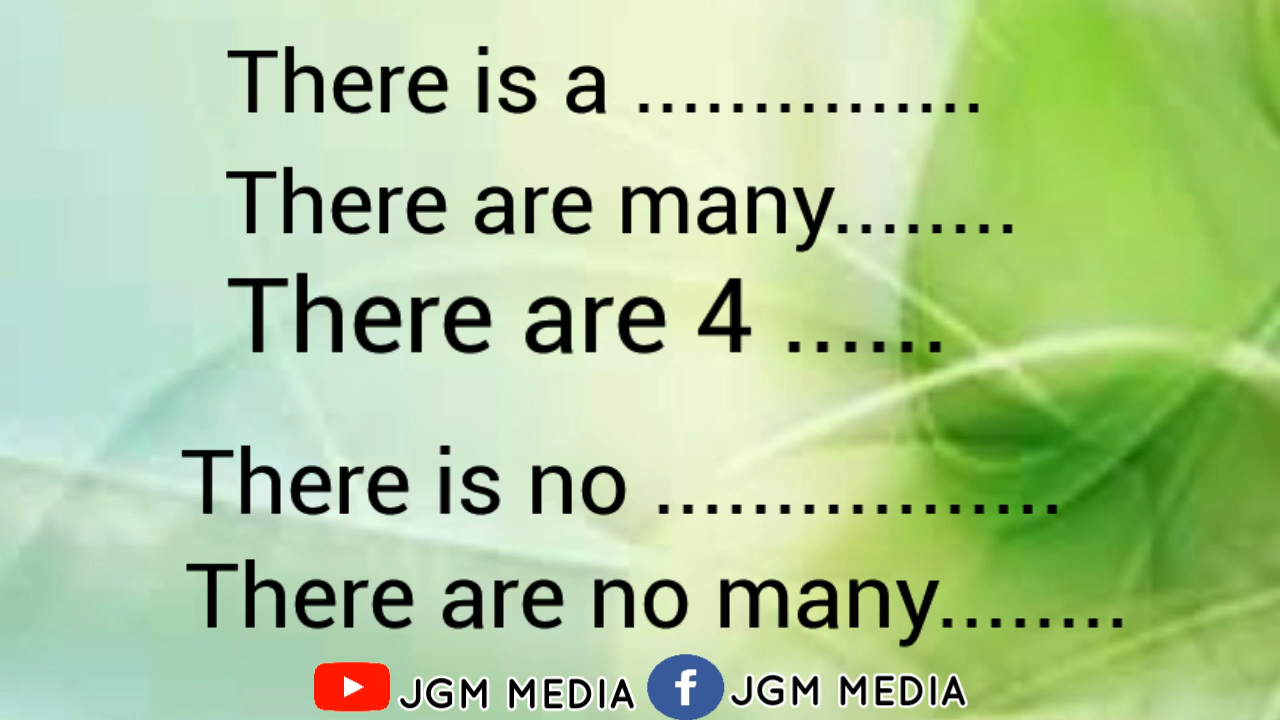 There is a ...............
There are many........
There are 4 ......
There is no .................
There are no many........
JGM MEDIA JGM MEDIA